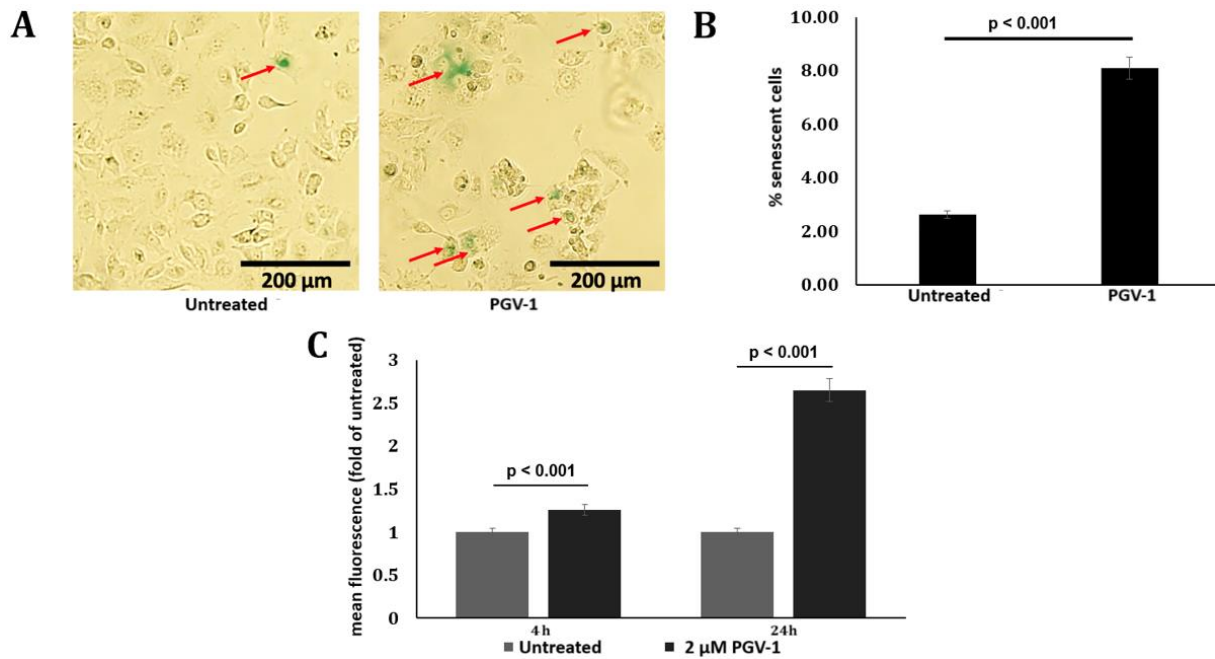 A
200 µm
Untreated
200 µm
PGV-1
B
% senescent cells
10.00
8.00
6.00
4.00
2.00
0.00
p < 0.001
Untreated
PGV-1
C
mean fluorescence (fold of untreated)
3
2.5
2
1.5
1
0.5
0
p < 0.001
p < 0.001
4h
24h
Untreated
2 µM PGV-1